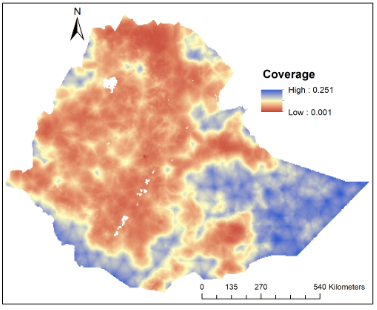 N
Coverage
High : 0.251
Low : 0.001
0 135 270 540 Kilometers